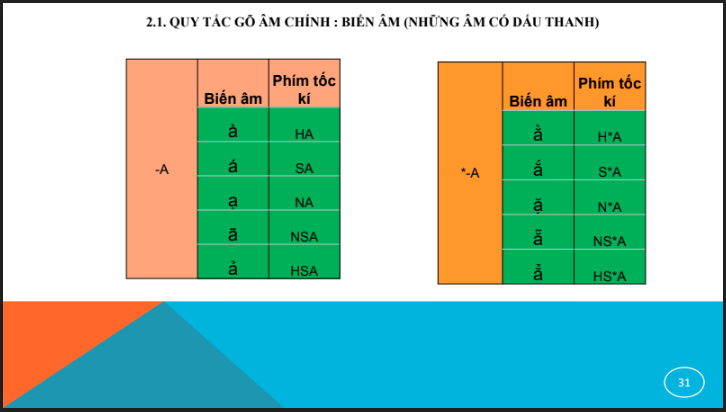 2.1. QUY TẮC GÕ ÂM CHÍNH : BIẾN ÂM (NHỮNG ÂM CÓ DẤU THANH)
-A
Biến âm
Phím tốc
kí
à
HA
á
SA
ạ
NA
ã
NSA
ả
HSA
*-A
Biến âm
Phím tốc
kí
ằ
H*A
ắ
S*A
ặ
N*A
ẵ
NS*A
ẳ
HS*A
31